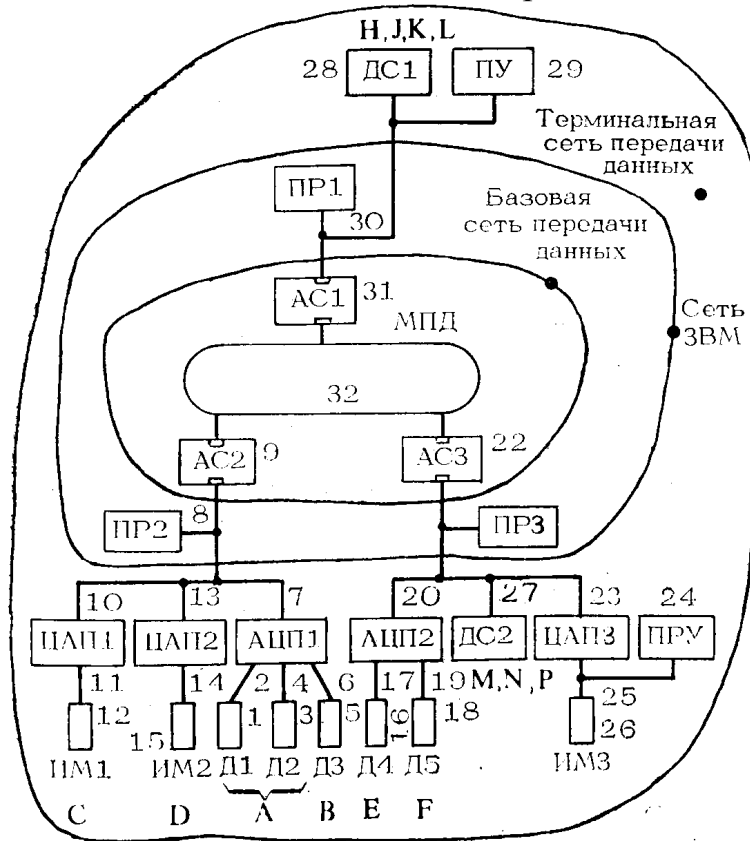 H,J,K,L
28 ДС1 ПУ 29
Терминальная
сеть передачи
данных
ПР1
30
Базовая
сеть передачи
данных
АС1 31
МПД
Сеть
ЗВМ
32
АС2 9
АС3 22
ПР2 8
ПР3
10 13 7 20 27 23 24
ЦАП1 ЦАП2 АЦП1 АЦП2 ДС2 ЦАП3 ПРУ
11 14 2 4 6 17 19 M,N,P 25
12 15 1 3 5 16 18 26
ИМ1 ИМ2 Д1 Д2 Д3 Д4 Д5 ИМ3
C D A B E F